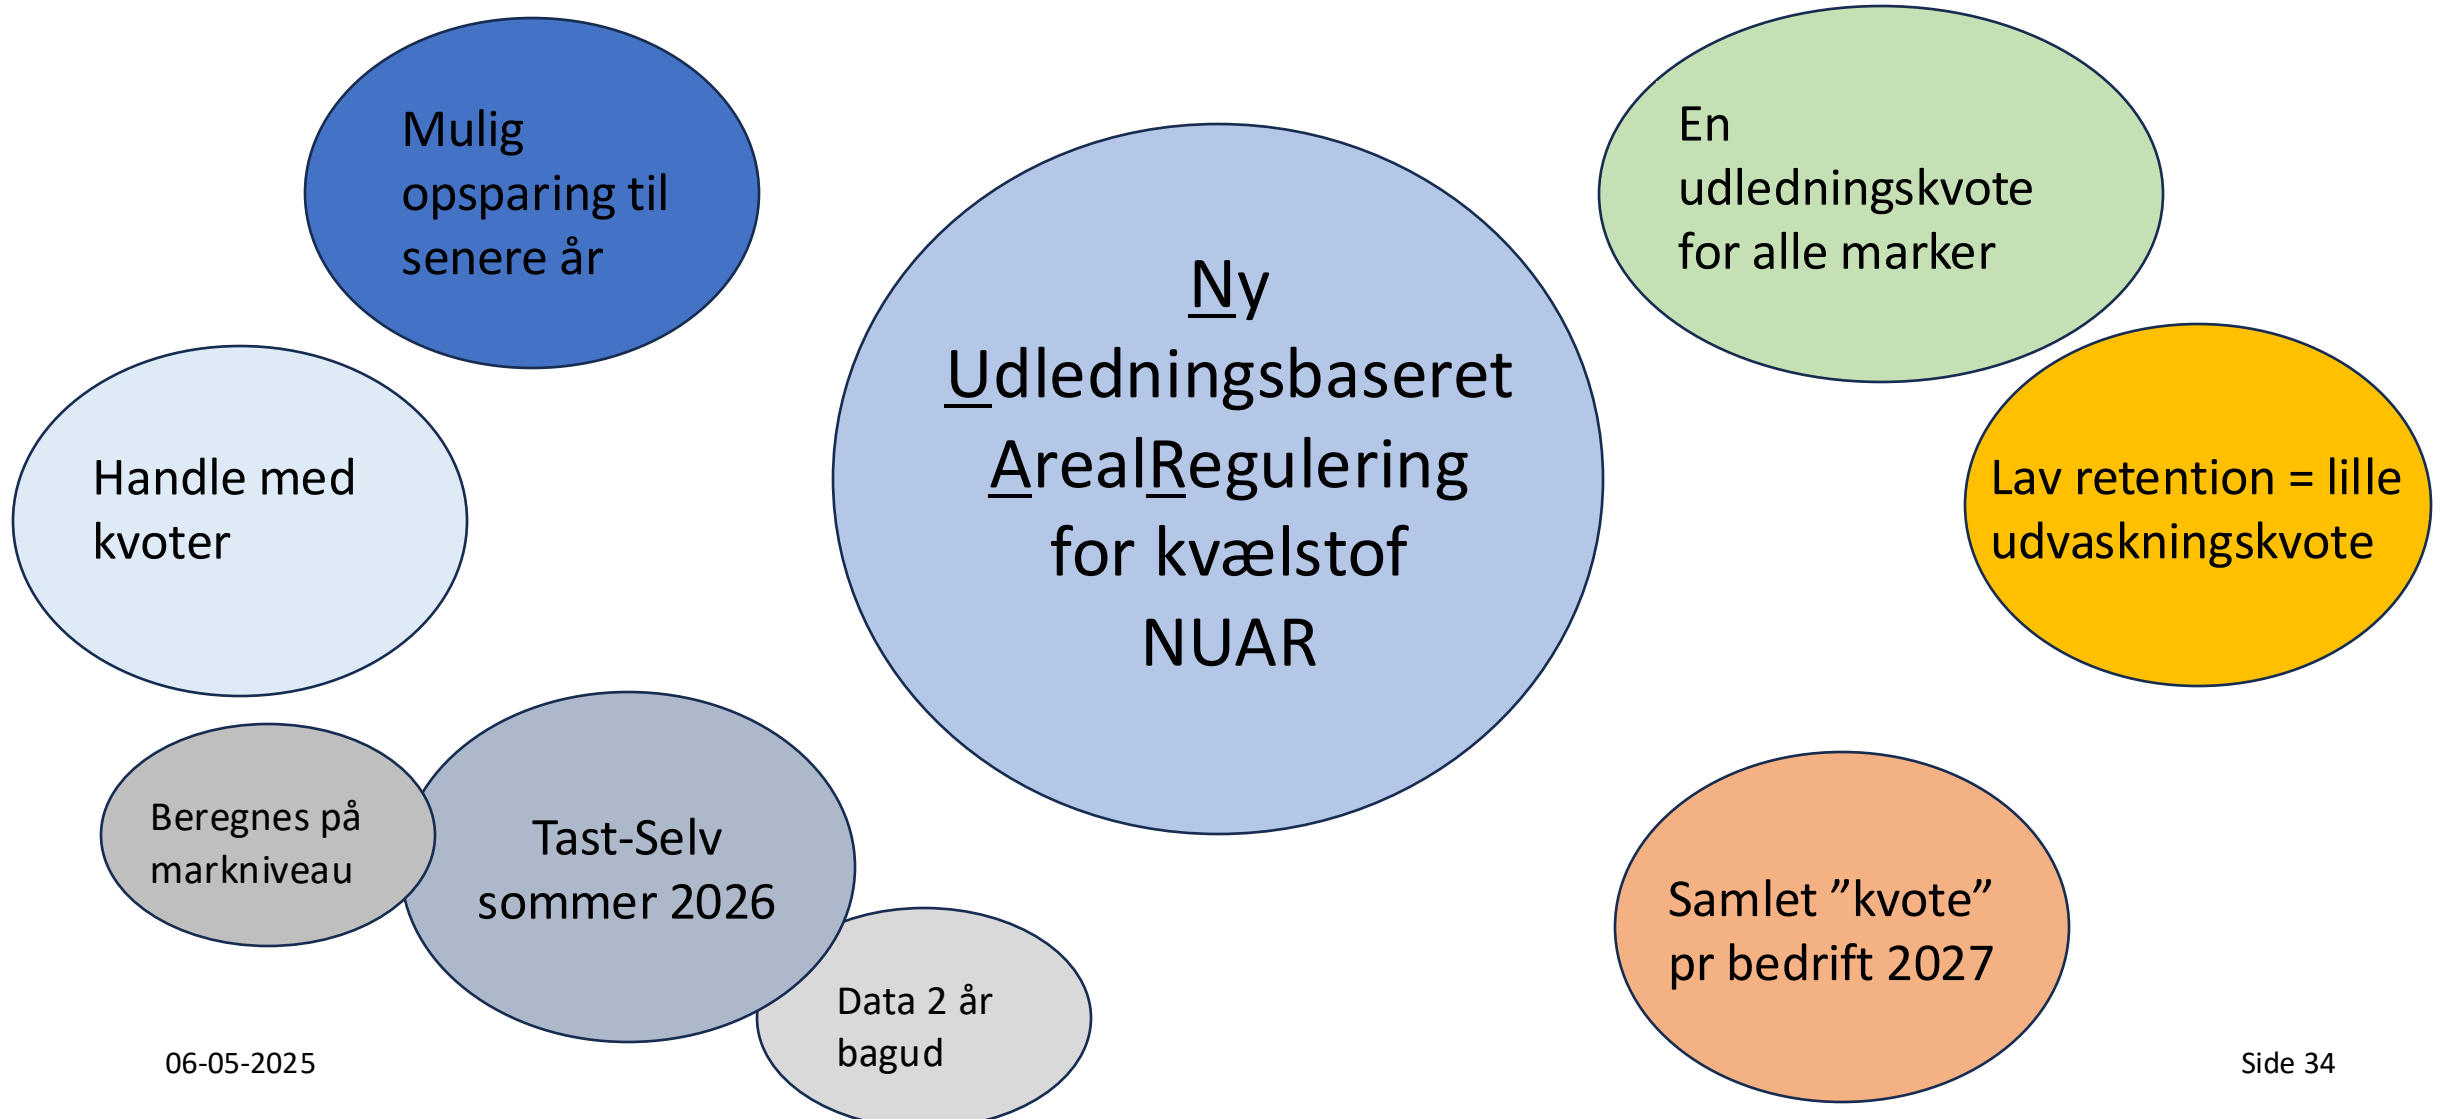 Mulig
opsparing til
senere år
Handle med
kvoter
Beregnes på
markniveau
Tast-Selv
sommer 2026
Data 2 år
bagud
Ny
Udledningsbaseret
ArealRegulering
for kvælstof
NUAR
En
udledningskvote
for alle marker
Lav retention = lille
udvaskningskvote
Samlet ”kvote”
pr bedrift 2027
06-05-2025
Side 34